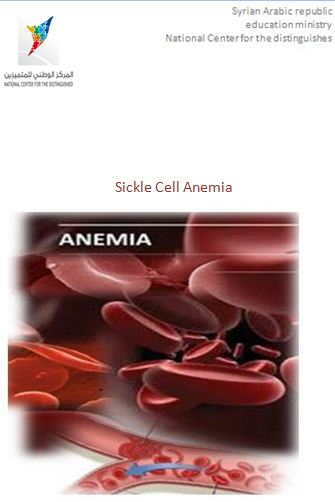 Syrian Arabic republic
education ministry
National Center for the distinguishes
المركز الوطني للمتميزين
NATIONAL CENTER FOR THE DISTINGUISHED
Sickle Cell Anemia
ANEMIA